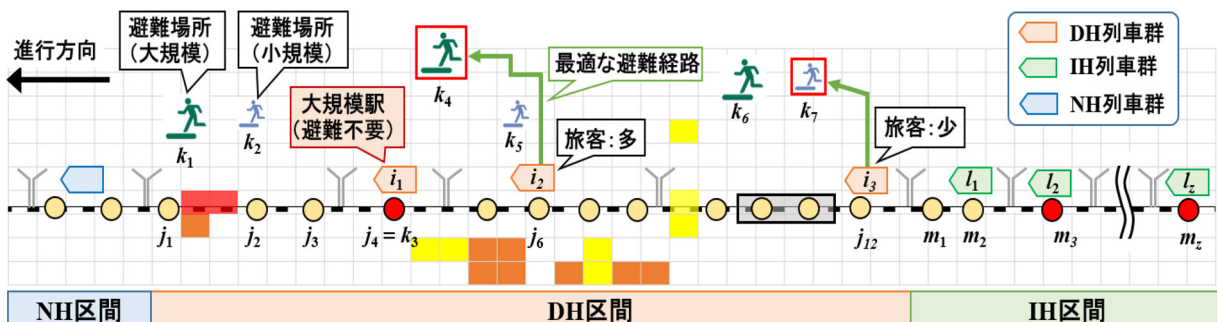 進行方向
避難場所
(大規模)
避難場所
(小規模)
大規模駅
(避難不要)
最適な避難経路
旅客:多
旅客:少
DH列車群
IH列車群
NH列車群
k1
k2
k4
k5
k6
k7
i1
i2
i3
l1
l2
lz
j1
j2
j3
j4 = k3
j6
j12
m1
m2
m3
mz
NH区間
DH区間
IH区間